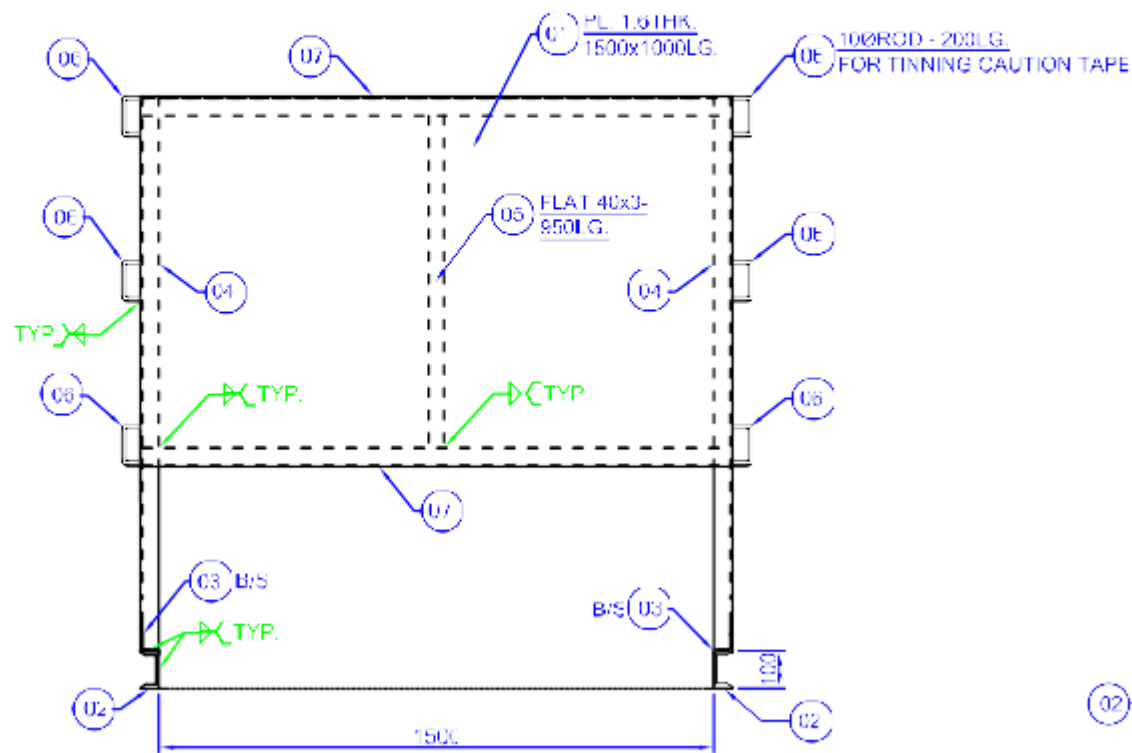 01 PL. 1.6THK.
1500x1000LG.
06
07
06 10ØROD - 200LG.
FOR TINNING CAUTION TAPE
05 FLAT 40x3-
950LG.
06
06
04
04
TYP.
TYP.
TYP
06
06
07
03 B/S
B/S 03
TYP.
100
02
02
02
1500